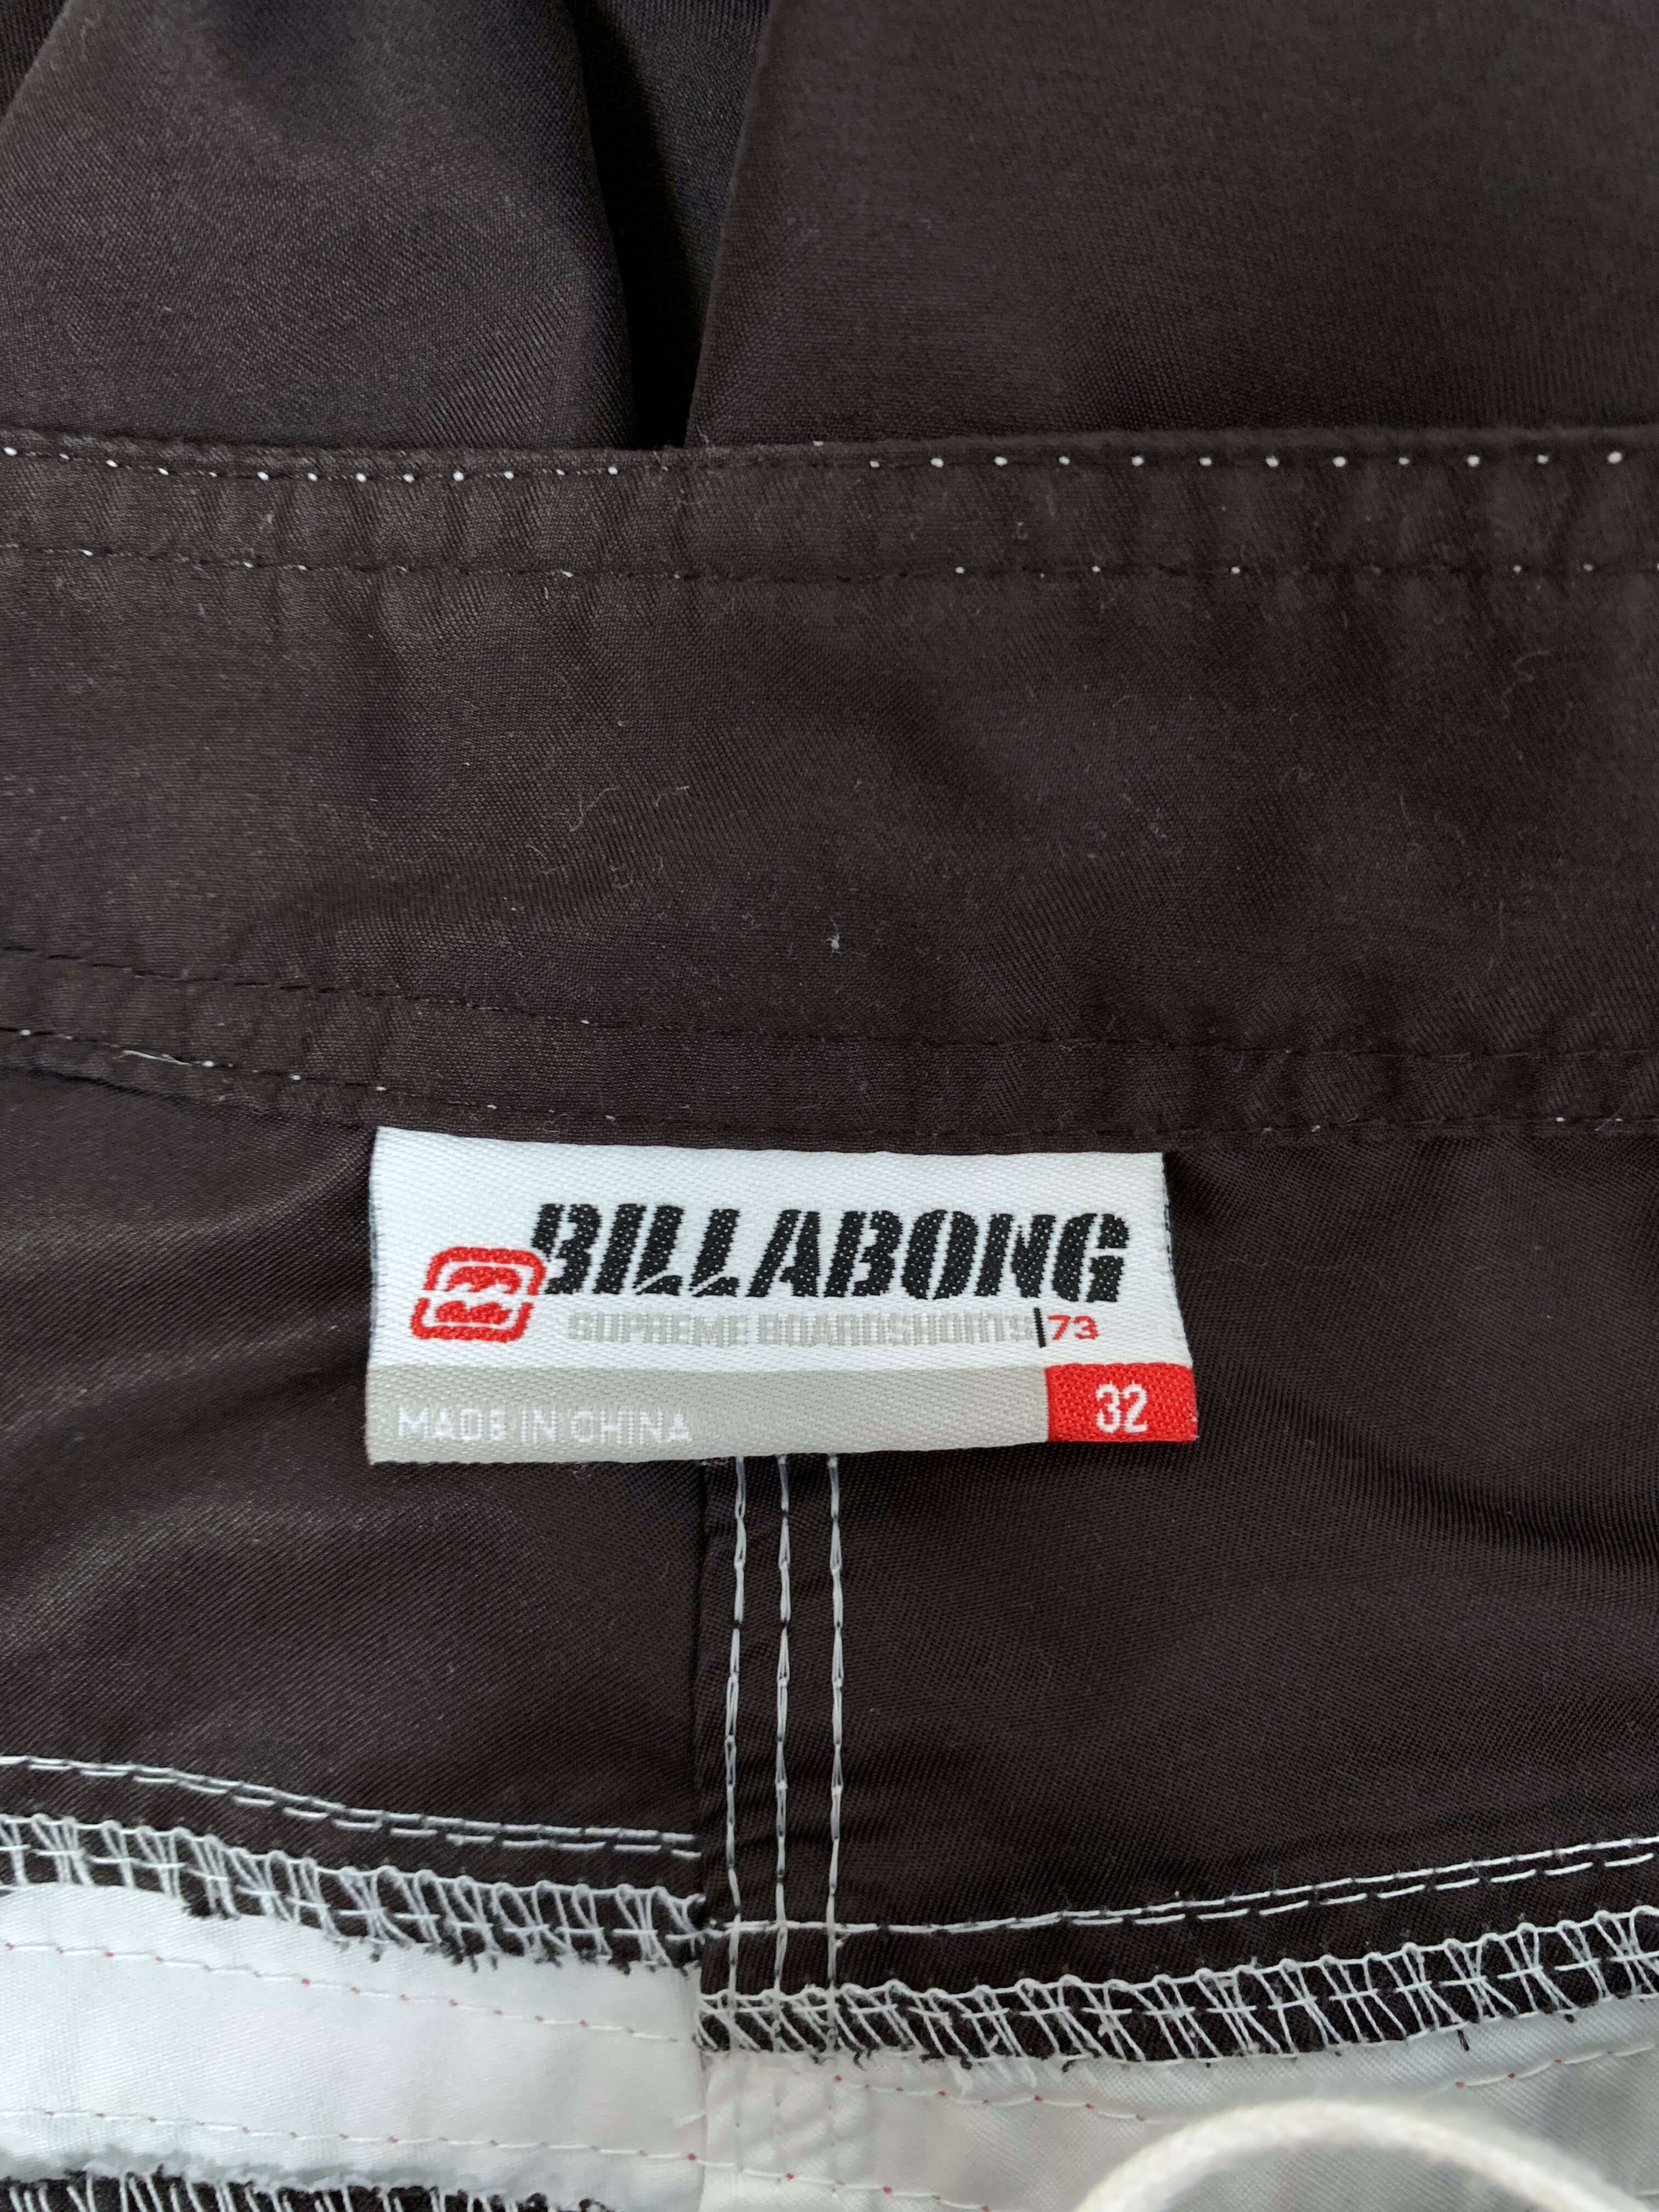 BILLABONG
SUPREME BOARDSHORTS|73
MADE IN CHINA
32